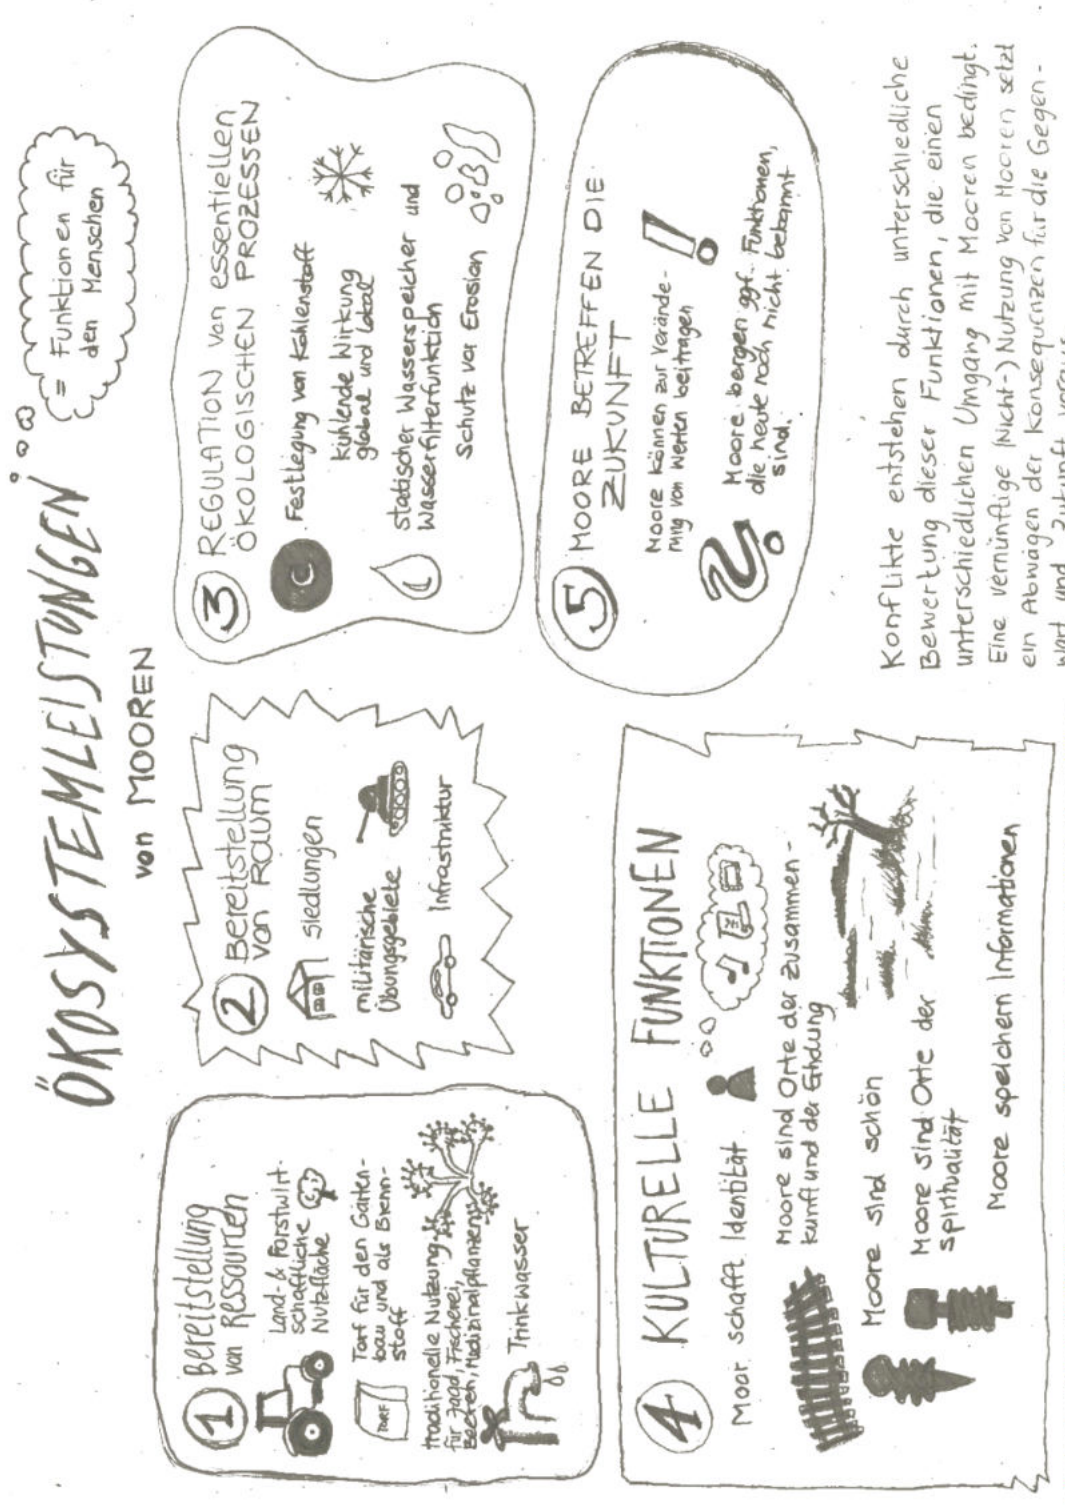 ÖKOSYSTEMLEISTUNGEN
von MOOREN
= Funktionen für
den Menschen
1 Bereitstellung
von Ressourcen
Land- & Forstwirt-
schaftliche
Nutzfläche
TORF
Torf für den Garten-
bau und als Brenn-
stoff
traditionelle Nutzung
für Jagd, Fischerei,
Beeren, Medizinalpflanzen
Trinkwasser
2 Bereitstellung
von Raum
Siedlungen
militärische
Übungsgebiete
Infrastruktur
3 REGULATION von essentiellen
ÖKOLOGISCHEN PROZESSEN
C
Festlegung von Kohlenstoff
kühlende Wirkung
global und lokal
statischer Wasserspeicher und
Wasserfilterfunktion
Schutz vor Erosion
4 KULTURELLE FUNKTIONEN
Moor schafft Identität
Moore sind Orte der Zusammen-
kunft und der Erholung
Moore sind schön
Moore sind Orte der
Spiritualität
Moore speichern Informationen
5 MOORE BETREFFEN DIE
ZUKUNFT
Moore können zur Verände-
rung von Werten beitragen
!
?
Moore bergen ggf. Funktionen,
die heute noch nicht bekannt
sind.
Konflikte entstehen durch unterschiedliche
Bewertung dieser Funktionen, die einen
unterschiedlichen Umgang mit Mooren bedingt.
Eine vernünftige (Nicht-) Nutzung von Mooren setzt
ein Abwägen der Konsequenzen für die Gegen-
wart und Zukunft voraus.